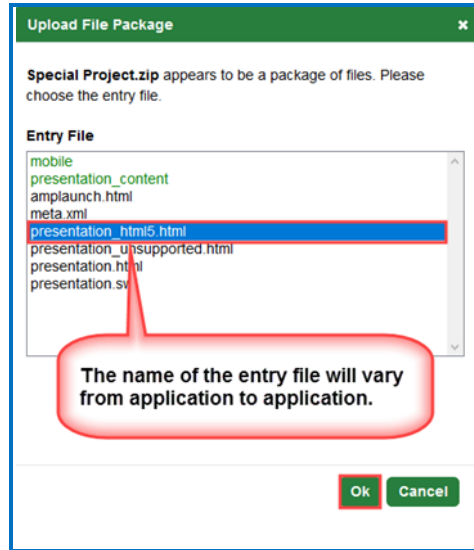 Upload File Package ×
Special Project.zip appears to be a package of files. Please
choose the entry file.
Entry File
mobile
presentation_content
amplaunch.html
meta.xml
presentation_html5.html
presentation_unsupported.html
presentation.html
presentation.sw
The name of the entry file will vary
from application to application.
Ok Cancel